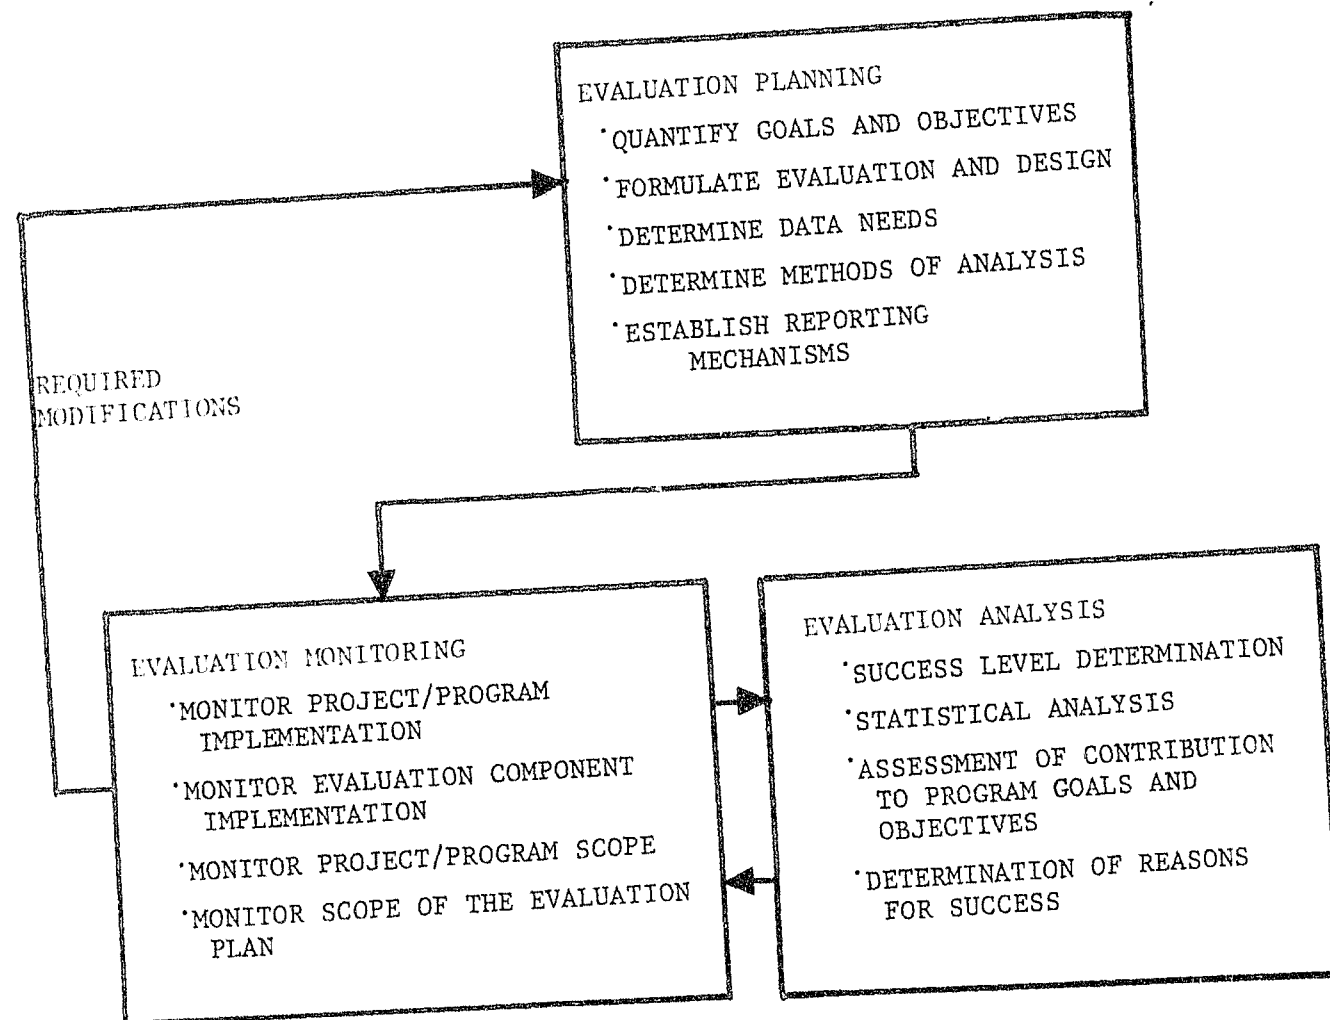 EVALUATION PLANNING
·QUANTIFY GOALS AND OBJECTIVES
·FORMULATE EVALUATION AND DESIGN
·DETERMINE DATA NEEDS
·DETERMINE METHODS OF ANALYSIS
·ESTABLISH REPORTING
MECHANISMS
REQUIRED
MODIFICATIONS
EVALUATION MONITORING
·MONITOR PROJECT/PROGRAM
IMPLEMENTATION
·MONITOR EVALUATION COMPONENT
IMPLEMENTATION
·MONITOR PROJECT/PROGRAM SCOPE
·MONITOR SCOPE OF THE EVALUATION
PLAN
EVALUATION ANALYSIS
·SUCCESS LEVEL DETERMINATION
·STATISTICAL ANALYSIS
·ASSESSMENT OF CONTRIBUTION
TO PROGRAM GOALS AND
OBJECTIVES
·DETERMINATION OF REASONS
FOR SUCCESS